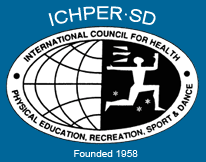 ICHPER·SD
INTERNATIONAL COUNCIL FOR HEALTH
PHYSICAL EDUCATION, RECREATION, SPORT & DANCE
Founded 1958